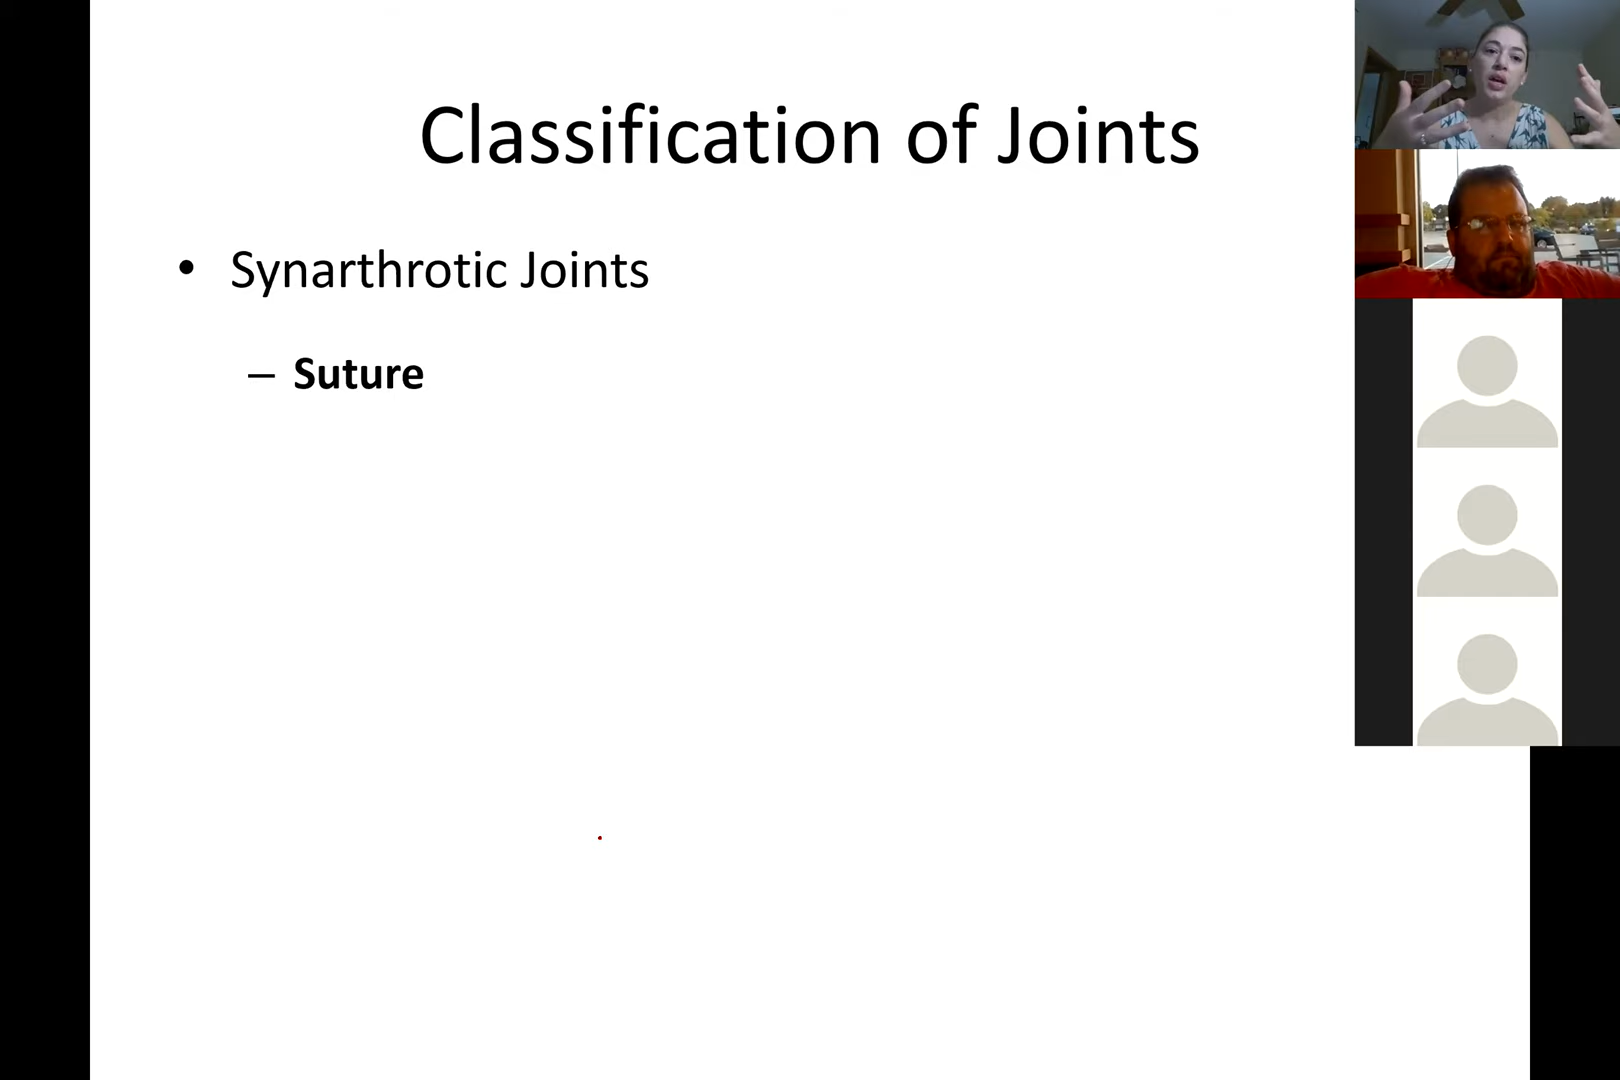 Classification of Joints
• Synarthrotic Joints
– Suture